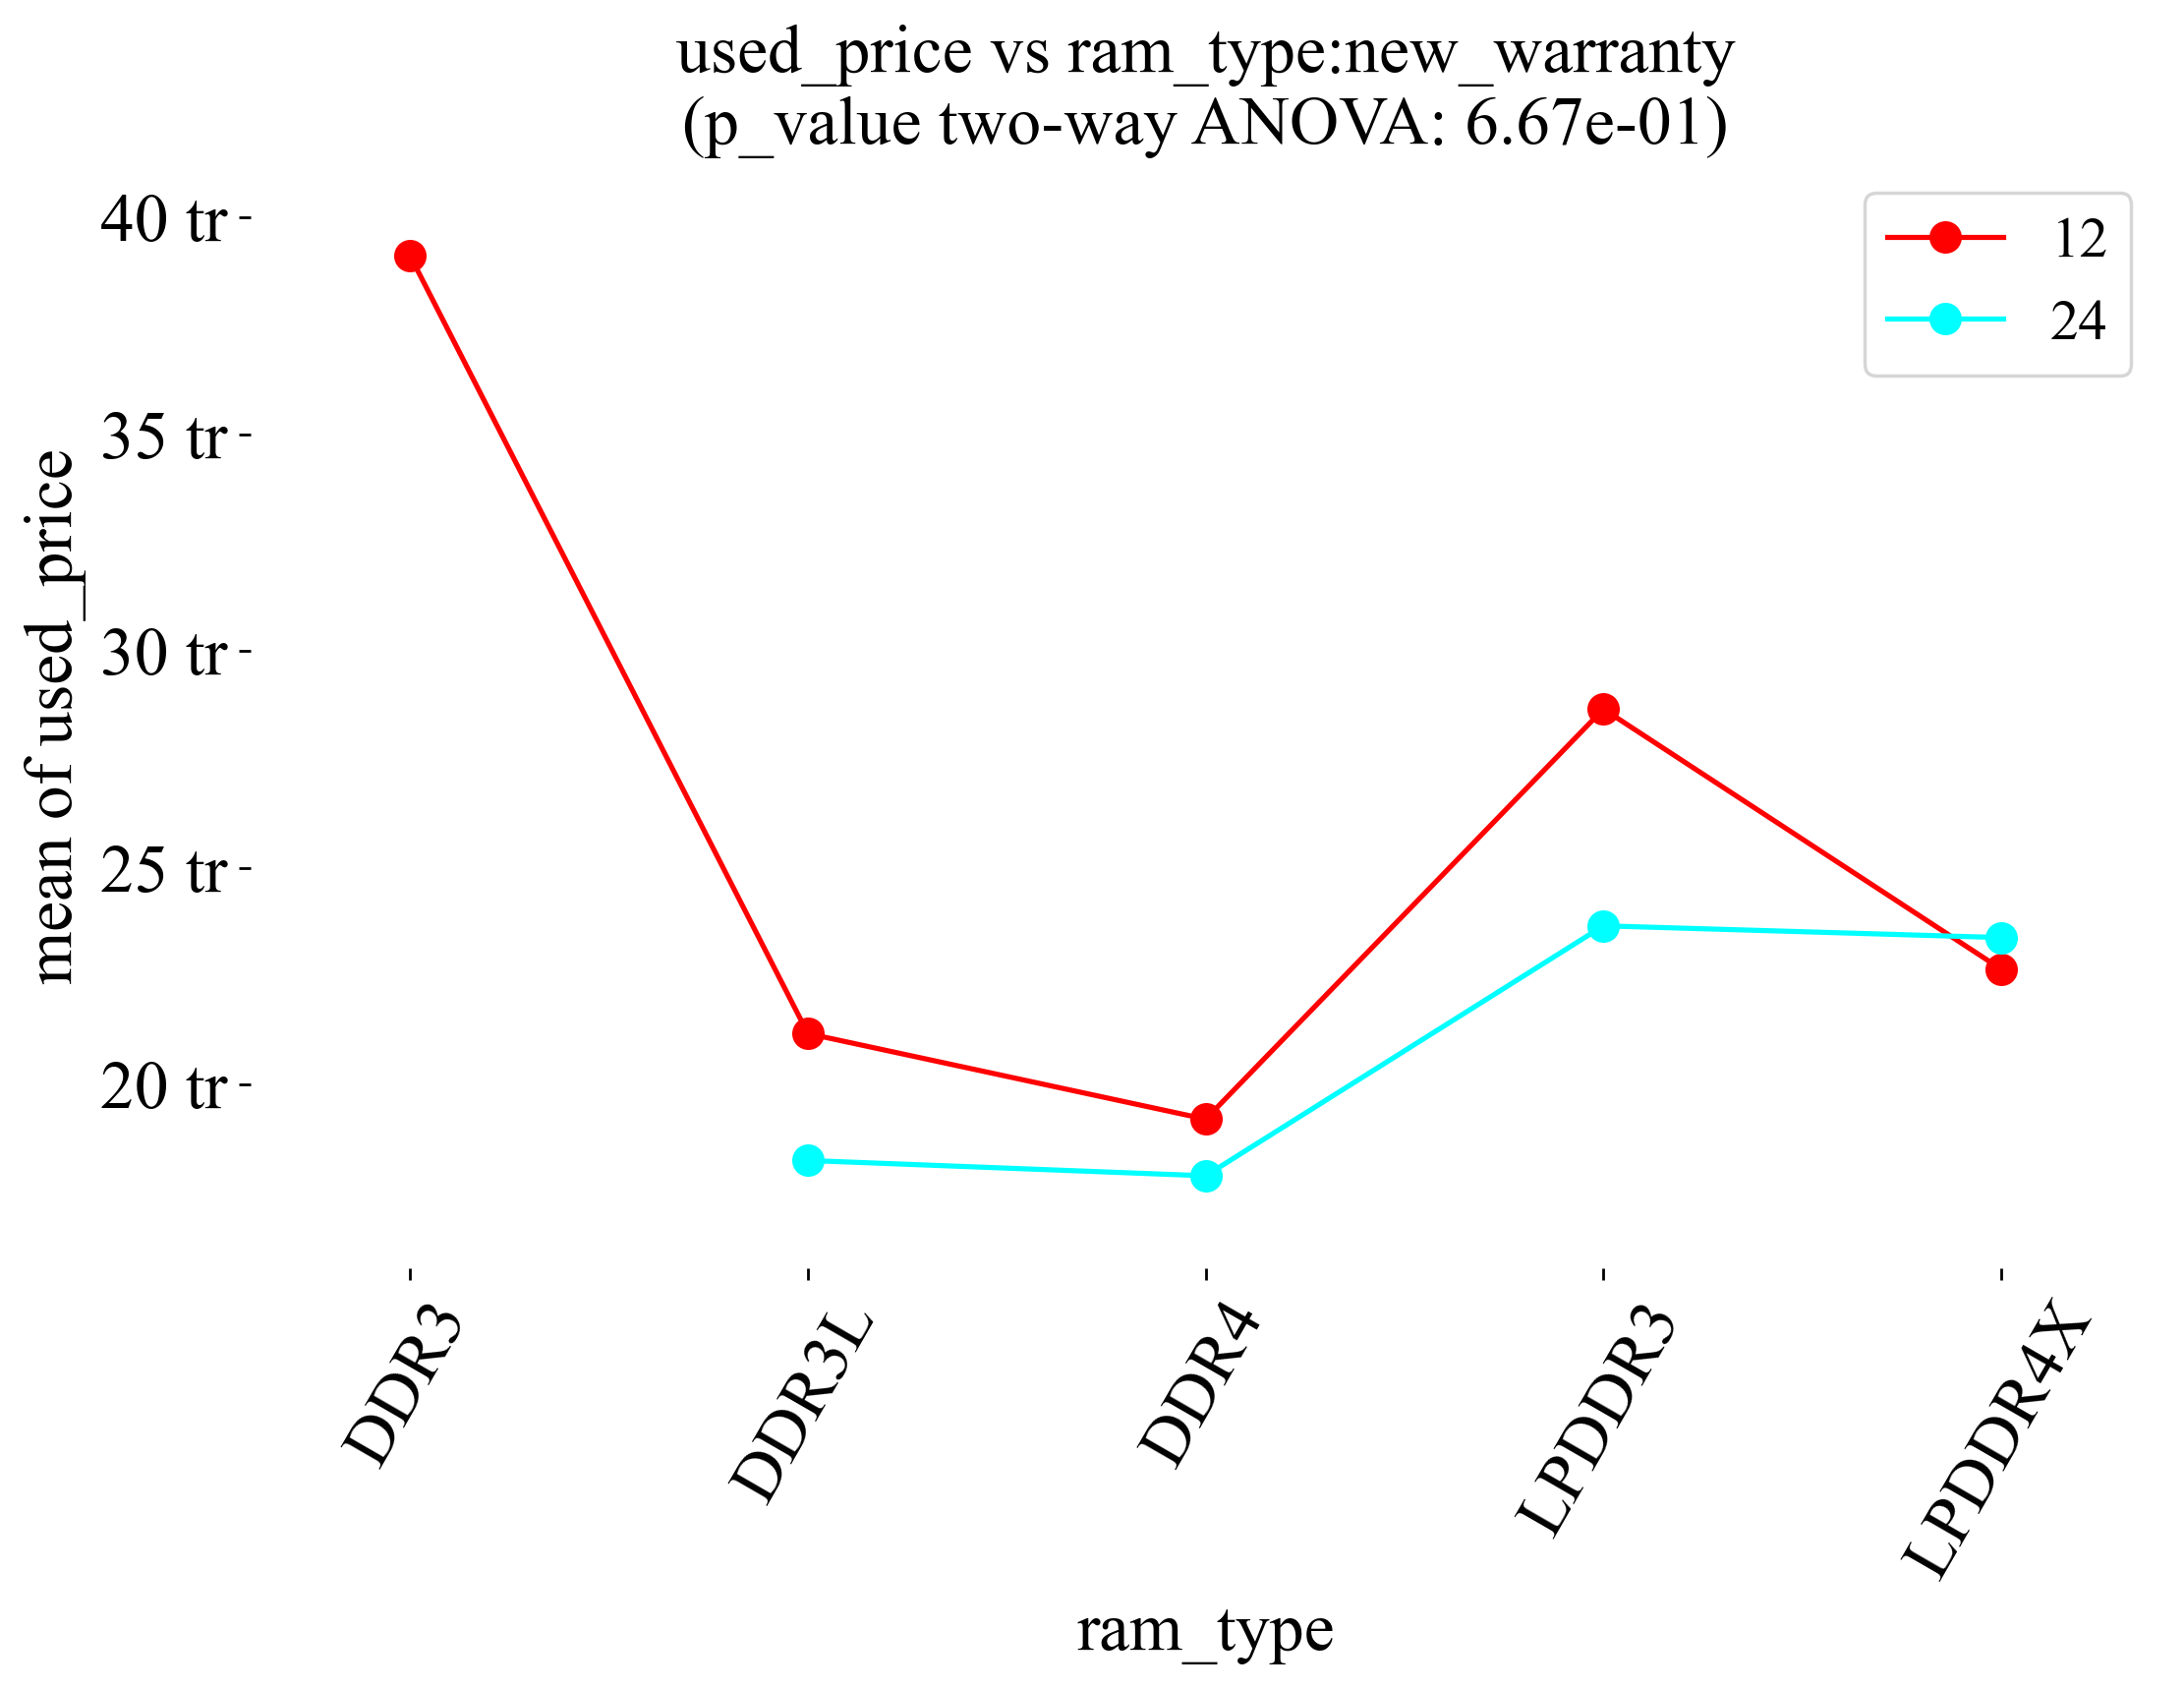 used_price vs ram_type:new_warranty
(p_value two-way ANOVA: 6.67e-01)
40 tr
35 tr
30 tr
25 tr
20 tr
mean of used_price
12
24
DDR3
DDR3L
DDR4
LPDDR3
LPDDR4X
ram_type